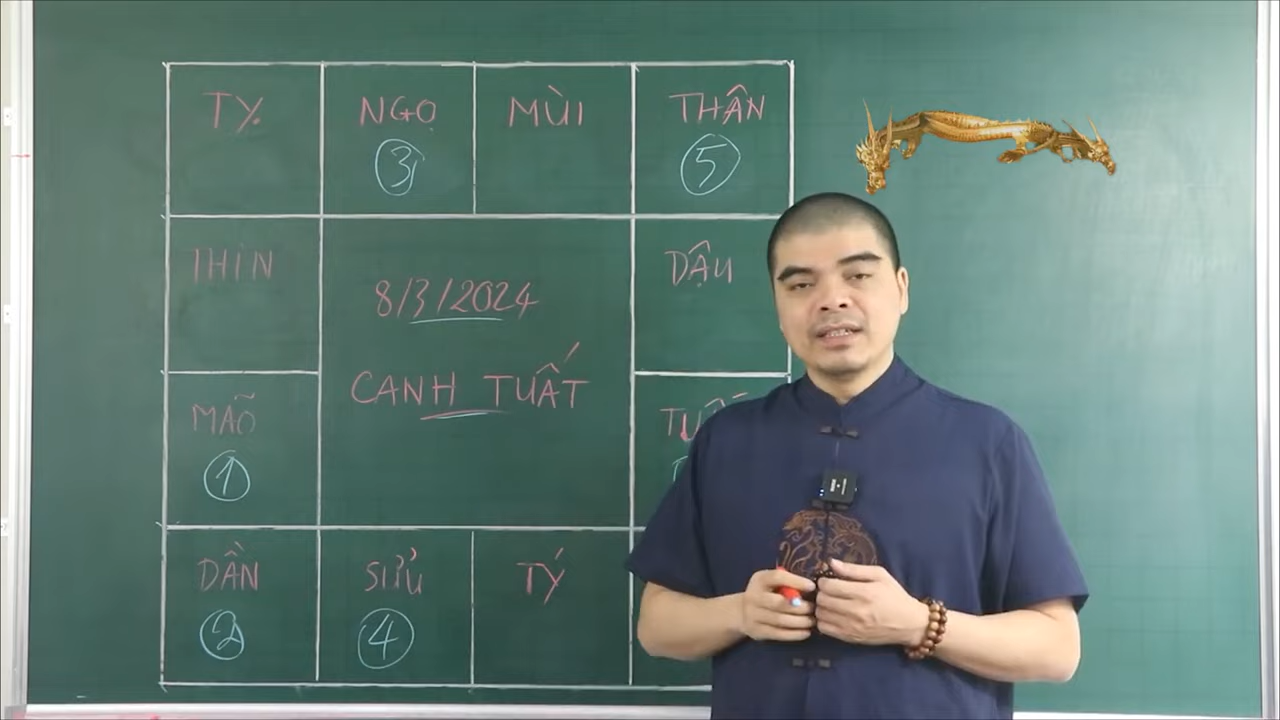 TỴ
NGỌ
MÙI
THÂN
3
5
THÌN
8/3/2024
DẬU
CANH TUẤT
MÃO
1
DẦN
SỬU
TÝ
2
4